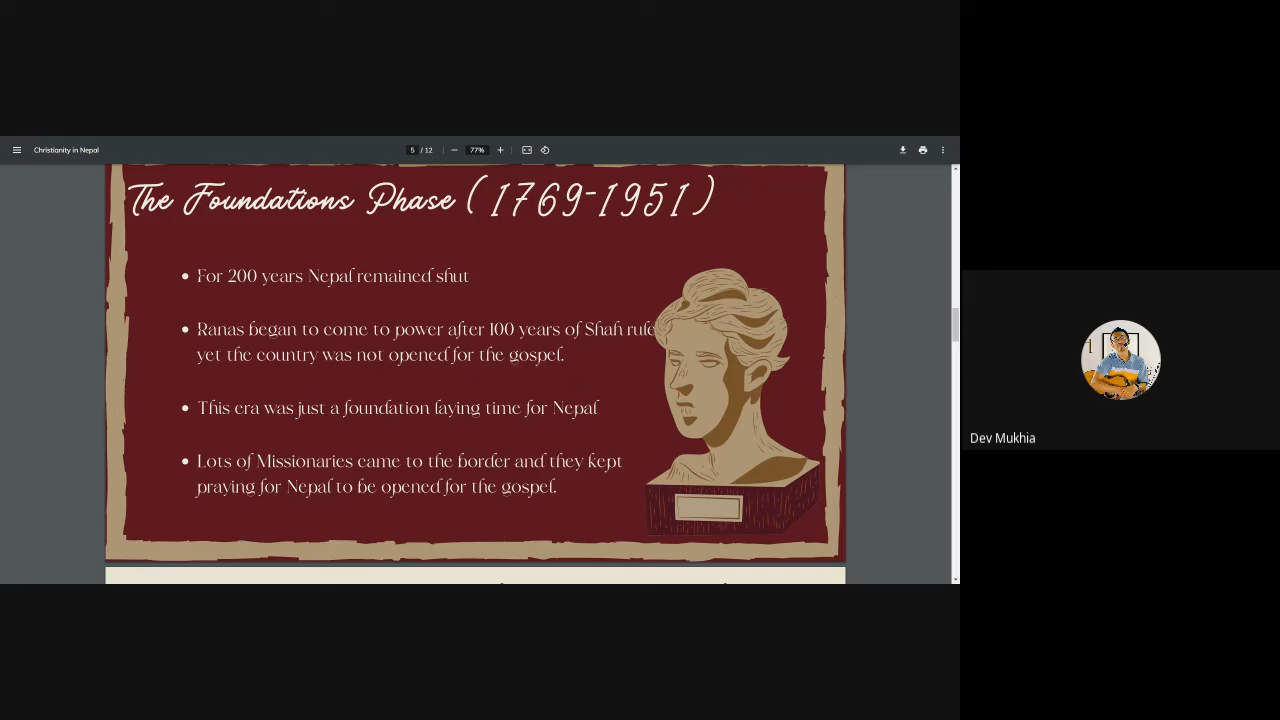 Christianity in Nepal
5 / 12
77%
The Foundations Phase (1769-1951)
• For 200 years Nepal remained shut
• Ranas began to come to power after 100 years of Shah rule
yet the country was not opened for the gospel.
• This era was just a foundation laying time for Nepal
• Lots of Missionaries came to the border and they kept
praying for Nepal to be opened for the gospel.
Dev Mukhia